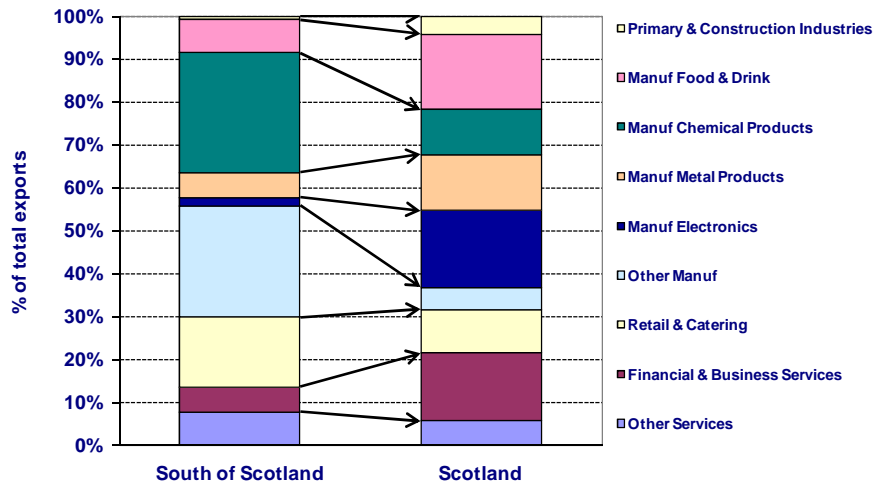 100%
90%
80%
70%
60%
50%
40%
30%
20%
10%
0%
% of total exports
South of Scotland
Scotland
Primary & Construction Industries
Manuf Food & Drink
Manuf Chemical Products
Manuf Metal Products
Manuf Electronics
Other Manuf
Retail & Catering
Financial & Business Services
Other Services